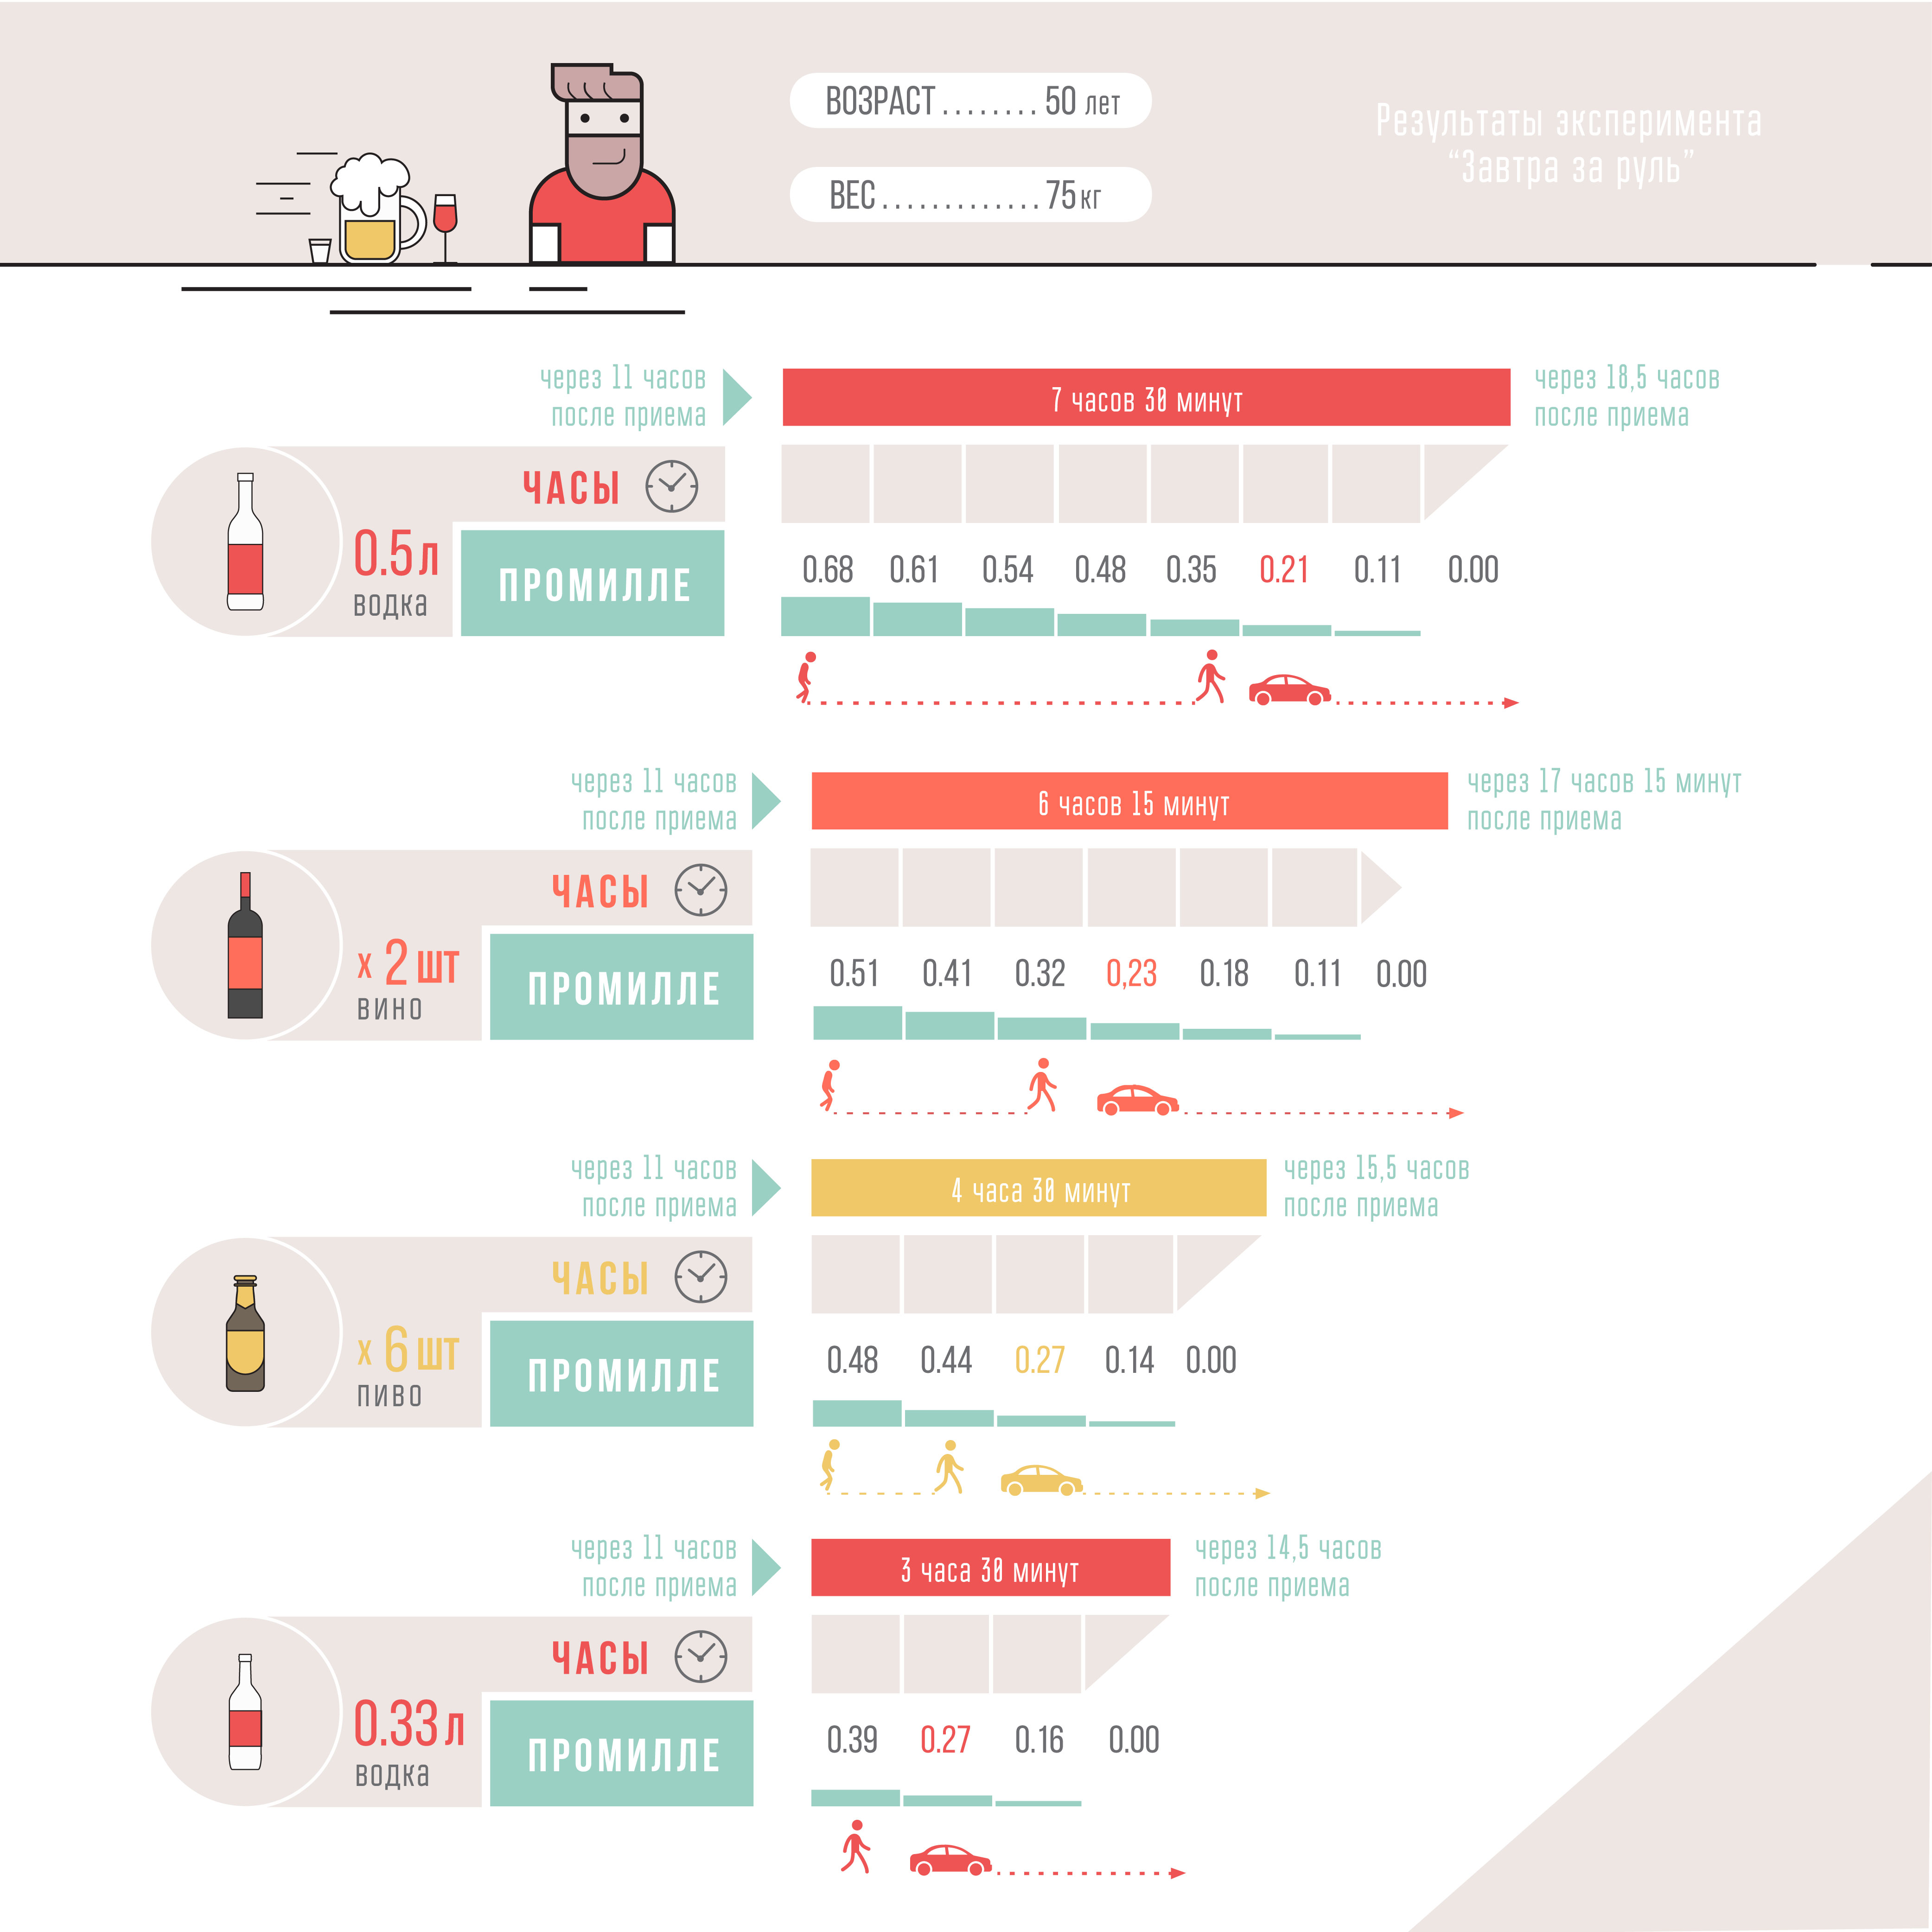 ВОЗРАСТ ........ 50 лет
ВЕС ............. 75 кг
Результаты эксперимента
“Завтра за руль”
через 11 часов
после приема
7 часов 30 минут
через 18,5 часов
после приема
ЧАСЫ
0.5 л
водка
ПРОМИЛЛЕ
0.68 0.61 0.54 0.48 0.35 0.21 0.11 0.00
через 11 часов
после приема
6 часов 15 минут
через 17 часов 15 минут
после приема
ЧАСЫ
х 2 шт
вино
ПРОМИЛЛЕ
0.51 0.41 0.32 0,23 0.18 0.11 0.00
через 11 часов
после приема
4 часа 30 минут
через 15,5 часов
после приема
ЧАСЫ
х 6 шт
пиво
ПРОМИЛЛЕ
0.48 0.44 0.27 0.14 0.00
через 11 часов
после приема
3 часа 30 минут
через 14,5 часов
после приема
ЧАСЫ
0.33 л
водка
ПРОМИЛЛЕ
0.39 0.27 0.16 0.00